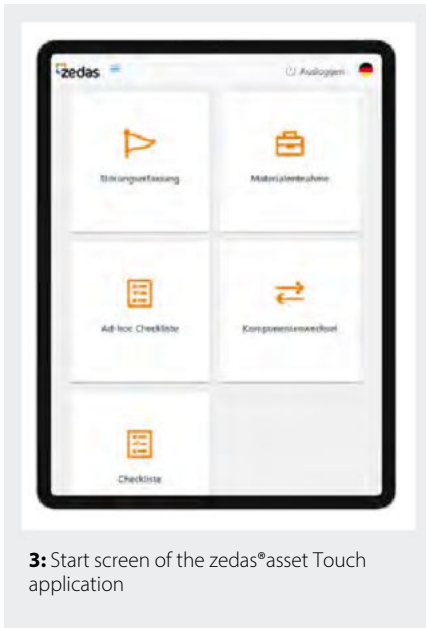 zedas
Ausloggen
Störungserfassung
Materialentnahme
Ad-hoc Checkliste
Komponentenwechsel
Checkliste
3: Start screen of the zedas®asset Touch
application